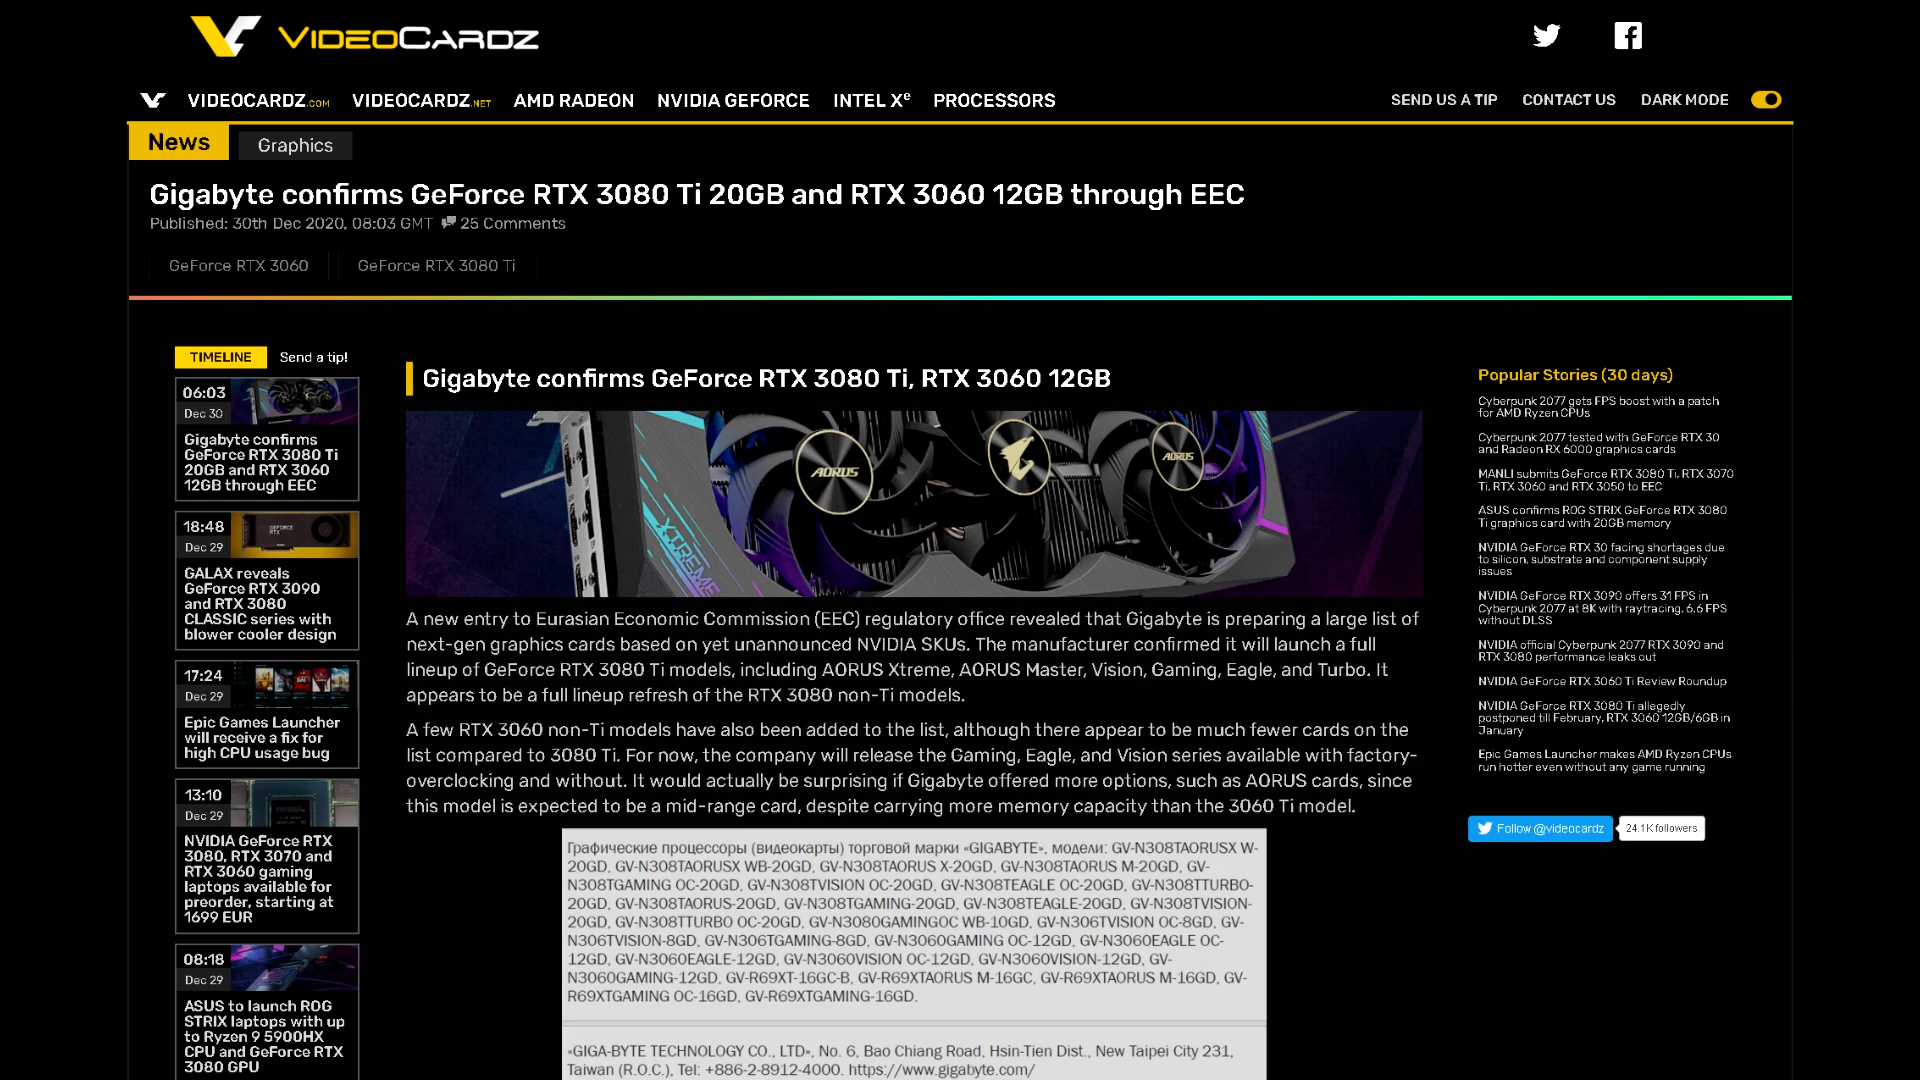 VIDEOCARDZ
VIDEOCARDZ.COM VIDEOCARDZ.NET AMD RADEON NVIDIA GEFORCE INTEL Xe PROCESSORS SEND US A TIP CONTACT US DARK MODE
News Graphics
Gigabyte confirms GeForce RTX 3080 Ti 20GB and RTX 3060 12GB through EEC
Published: 30th Dec 2020, 08:03 GMT 25 Comments
GeForce RTX 3060 GeForce RTX 3080 Ti
TIMELINE Send a tip!
06:03
Dec 30
Gigabyte confirms
GeForce RTX 3080 Ti
20GB and RTX 3060
12GB through EEC
18:48
Dec 29
GEFORCE
RTX
GALAX reveals
GeForce RTX 3090
and RTX 3080
CLASSIC series with
blower cooler design
17:24
Dec 29
Epic Games Launcher
will receive a fix for
high CPU usage bug
13:10
Dec 29
NVIDIA GeForce RTX
3080, RTX 3070 and
RTX 3060 gaming
laptops available for
preorder, starting at
1699 EUR
08:18
Dec 29
ASUS to launch ROG
STRIX laptops with up
to Ryzen 9 5900HX
CPU and GeForce RTX
3080 GPU
Gigabyte confirms GeForce RTX 3080 Ti, RTX 3060 12GB
AORUS
AORUS
XTREME
A new entry to Eurasian Economic Commission (EEC) regulatory office revealed that Gigabyte is preparing a large list of
next-gen graphics cards based on yet unannounced NVIDIA SKUs. The manufacturer confirmed it will launch a full
lineup of GeForce RTX 3080 Ti models, including AORUS Xtreme, AORUS Master, Vision, Gaming, Eagle, and Turbo. It
appears to be a full lineup refresh of the RTX 3080 non-Ti models.
A few RTX 3060 non-Ti models have also been added to the list, although there appear to be much fewer cards on the
list compared to 3080 Ti. For now, the company will release the Gaming, Eagle, and Vision series available with factory-
overclocking and without. It would actually be surprising if Gigabyte offered more options, such as AORUS cards, since
this model is expected to be a mid-range card, despite carrying more memory capacity than the 3060 Ti model.
Графические процессоры (видеокарты) торговой марки «GIGABYTE», модели: GV-N308TAORUSX W-
20GD, GV-N308TAORUSX WB-20GD, GV-N308TAORUS X-20GD, GV-N308TAORUS M-20GD, GV-
N308TGAMING OC-20GD, GV-N308TVISION OC-20GD, GV-N308TEAGLE OC-20GD, GV-N308TTURBO-
20GD, GV-N308TAORUS-20GD, GV-N308TGAMING-20GD, GV-N308TEAGLE-20GD, GV-N308TVISION-
20GD, GV-N308TTURBO OC-20GD, GV-N3080GAMINGOC WB-10GD, GV-N306TVISION OC-8GD, GV-
N306TVISION-8GD, GV-N306TGAMING-8GD, GV-N3060GAMING OC-12GD, GV-N3060EAGLE OC-
12GD, GV-N3060EAGLE-12GD, GV-N3060VISION OC-12GD, GV-N3060VISION-12GD, GV-
N3060GAMING-12GD, GV-R69XT-16GC-B, GV-R69XTAORUS M-16GC, GV-R69XTAORUS M-16GD, GV-
R69XTGAMING OC-16GD, GV-R69XTGAMING-16GD.
«GIGA-BYTE TECHNOLOGY CO., LTD», No. 6, Bao Chiang Road, Hsin-Tien Dist., New Taipei City 231,
Taiwan (R.O.C.), Tel: +886-2-8912-4000. https://www.gigabyte.com/
Popular Stories (30 days)
Cyberpunk 2077 gets FPS boost with a patch
for AMD Ryzen CPUs
Cyberpunk 2077 tested with GeForce RTX 30
and Radeon RX 6000 graphics cards
MANLI submits GeForce RTX 3080 Ti, RTX 3070
Ti, RTX 3060 and RTX 3050 to EEC
ASUS confirms ROG STRIX GeForce RTX 3080
Ti graphics card with 20GB memory
NVIDIA GeForce RTX 30 facing shortages due
to silicon, substrate and component supply
issues
NVIDIA GeForce RTX 3090 offers 31 FPS in
Cyberpunk 2077 at 8K with raytracing, 6.6 FPS
without DLSS
NVIDIA official Cyberpunk 2077 RTX 3090 and
RTX 3080 performance leaks out
NVIDIA GeForce RTX 3060 Ti Review Roundup
NVIDIA GeForce RTX 3080 Ti allegedly
postponed till February, RTX 3060 12GB/6GB in
January
Epic Games Launcher makes AMD Ryzen CPUs
run hotter even without any game running
Follow @videocardz 24.1K followers